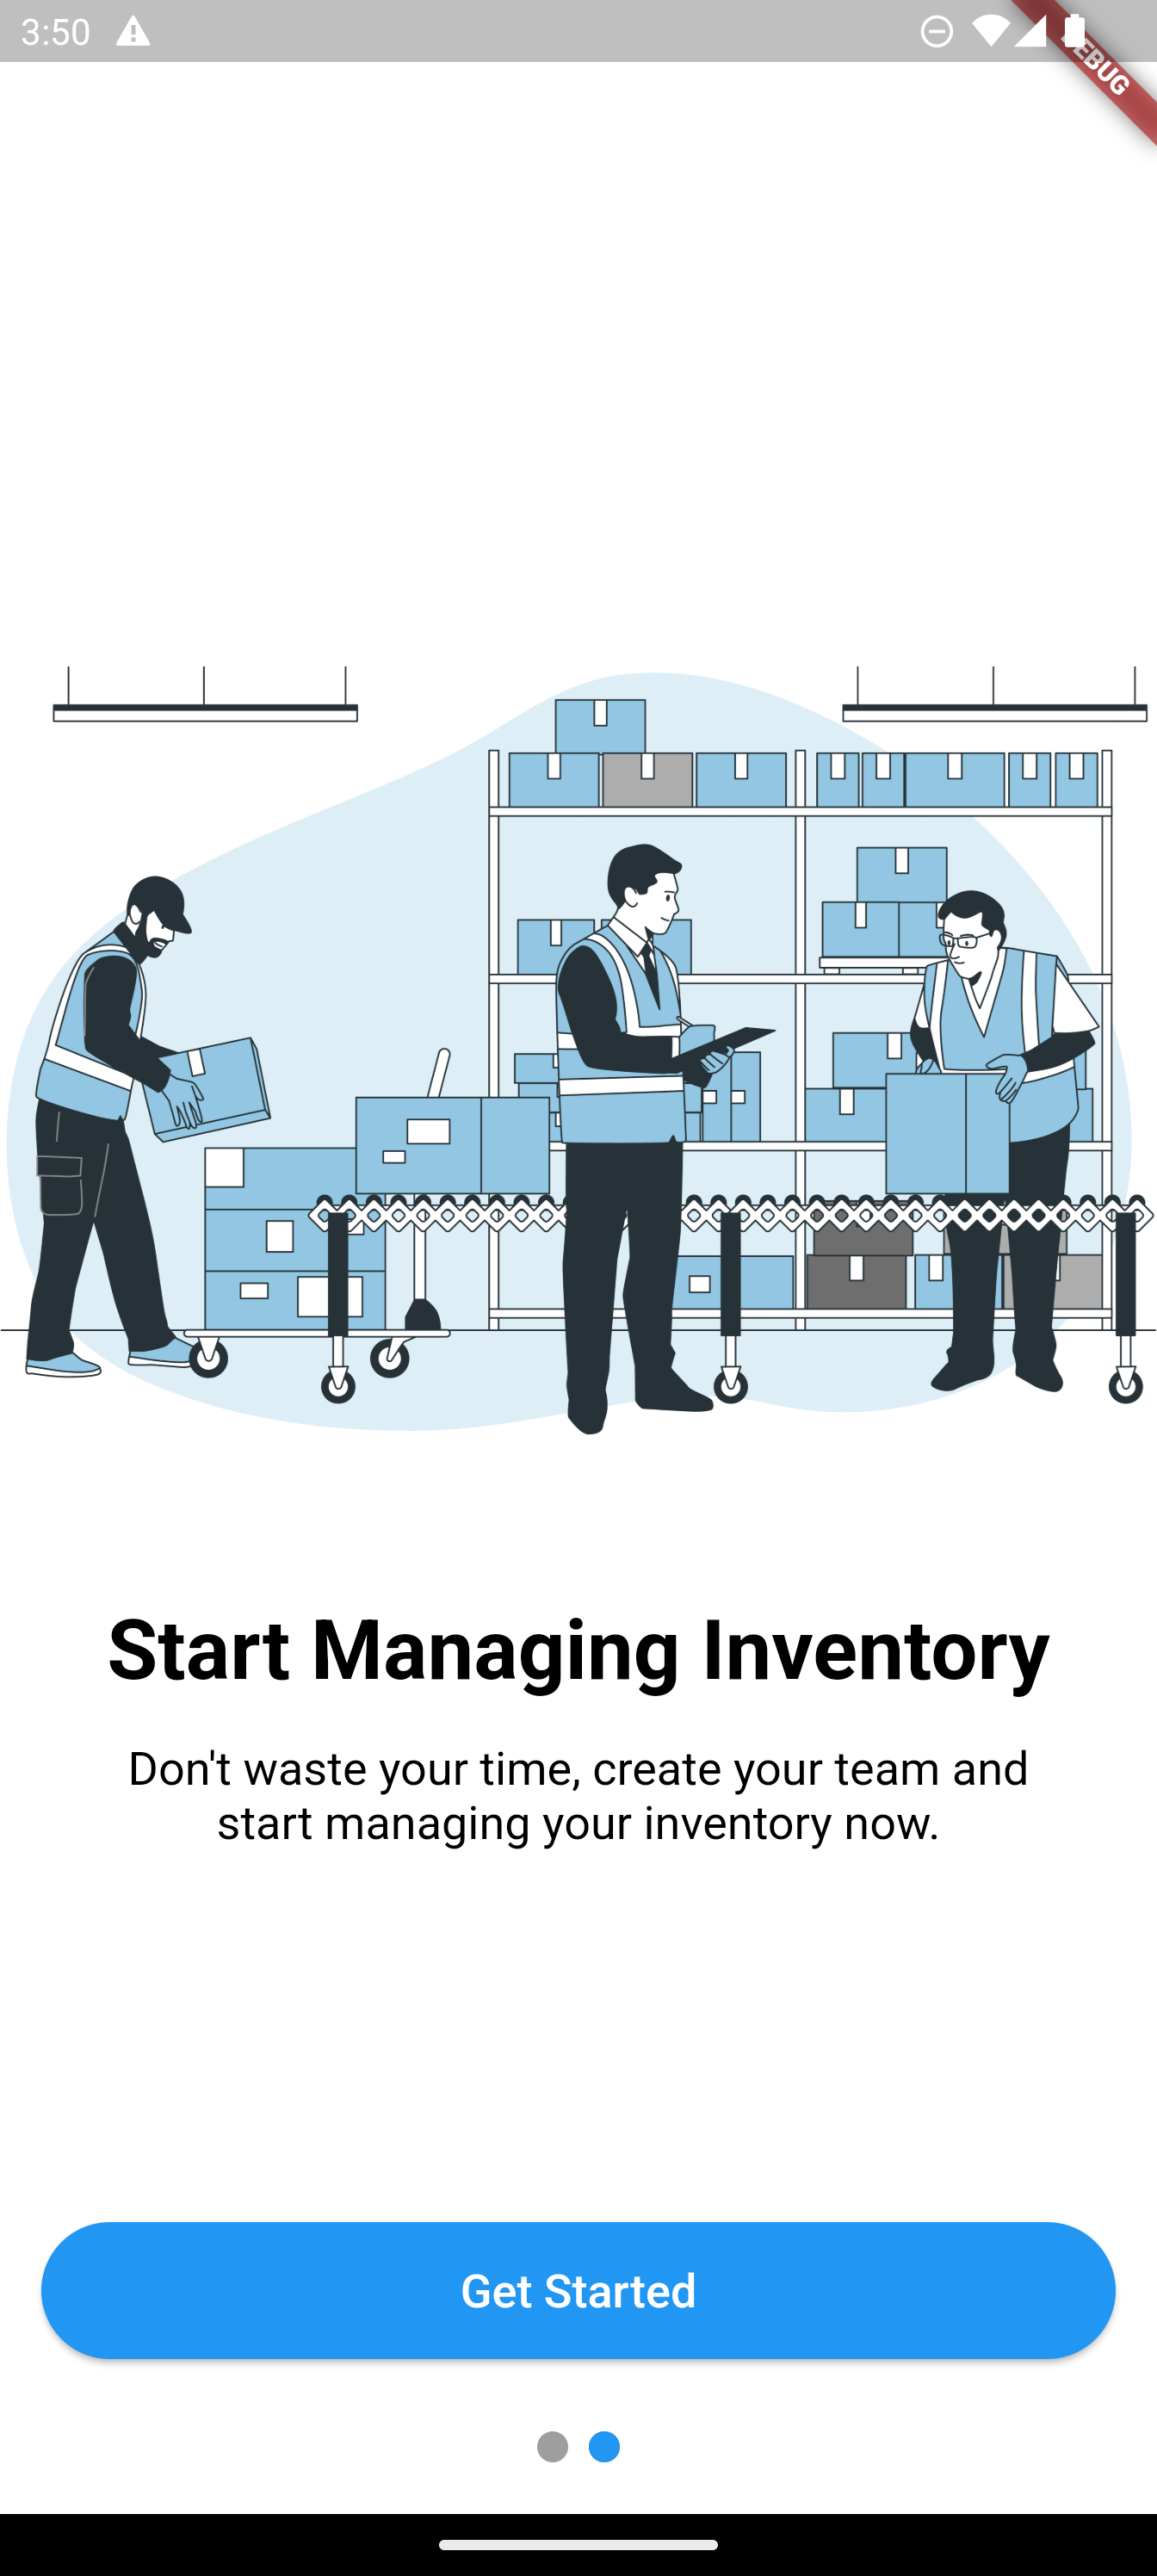 3:50
DEBUG
Start Managing Inventory
Don't waste your time, create your team and
start managing your inventory now.
Get Started